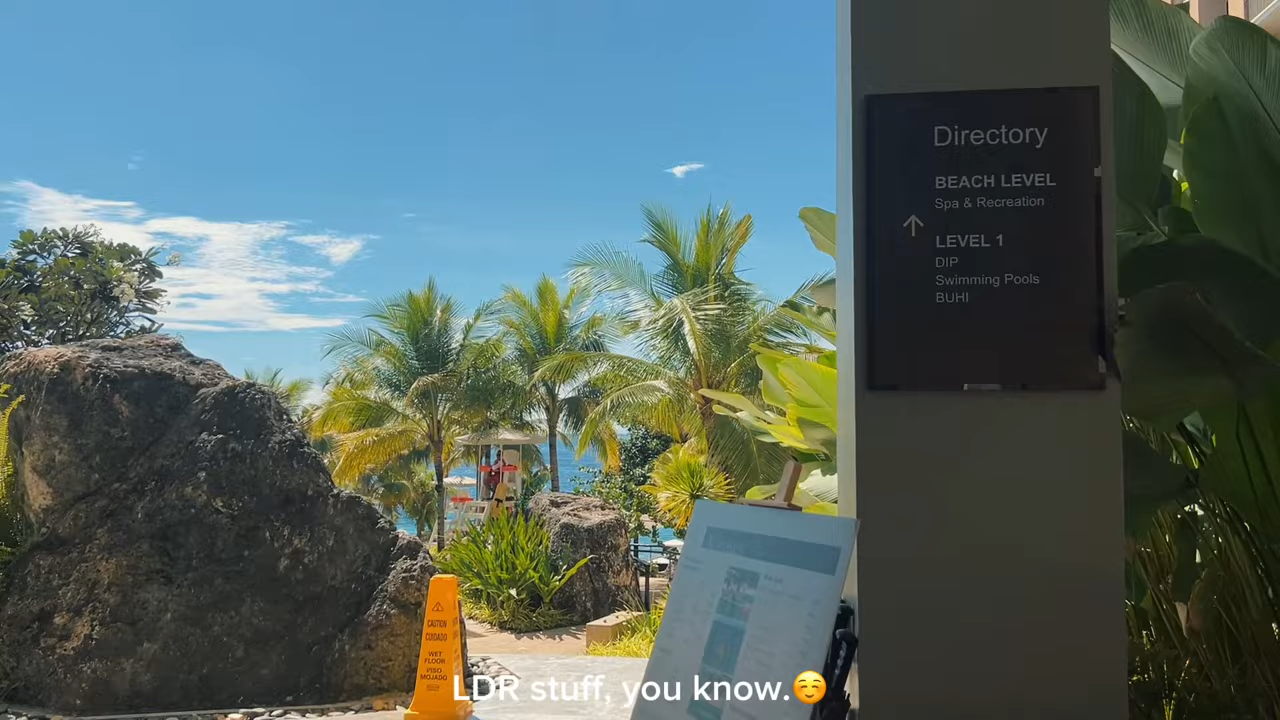 Directory
BEACH LEVEL
Spa & Recreation
LEVEL 1
DIP
Swimming Pools
BUHI
CAUTION
CUIDADO
WET
FLOOR
PISO
MOJADO
LDR stuff, you know.☺️